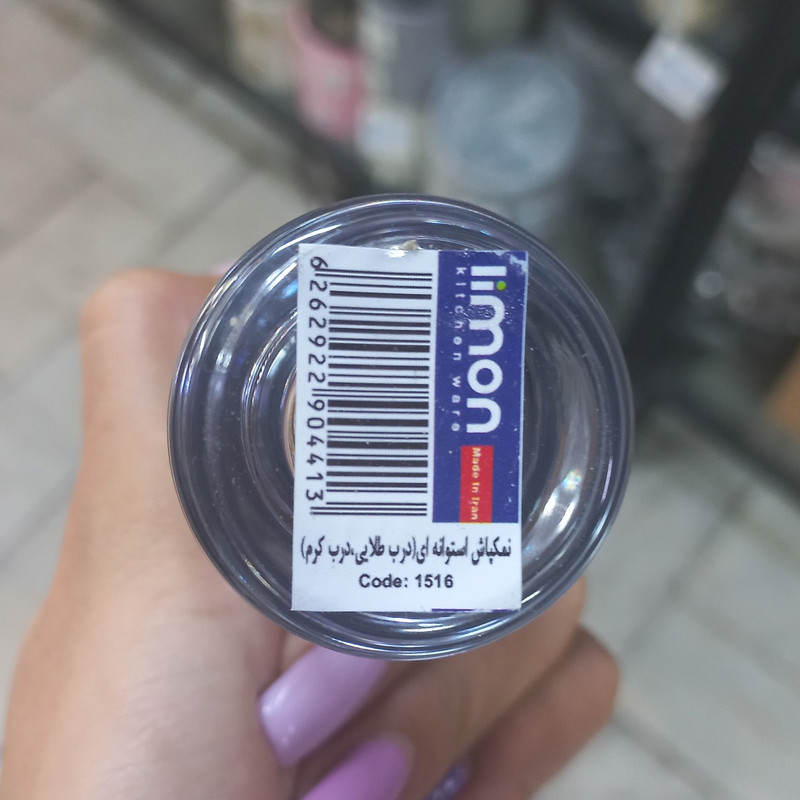 limon
kitchen ware
Made In Iran
6262922904413
نمکپاش استوانه ای(درب طلایی،درب کرم)
Code: 1516